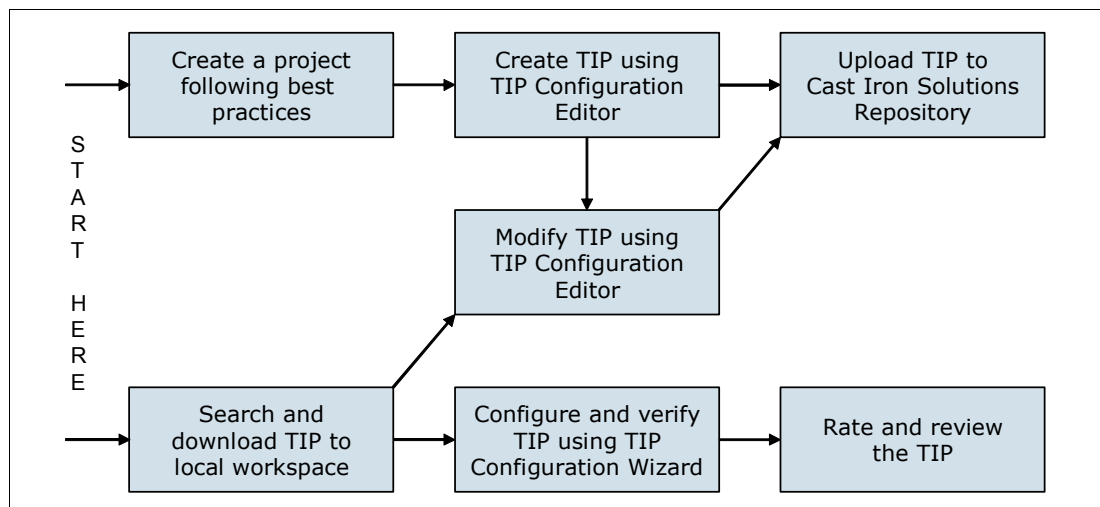 Create a project
following best
practices
Create TIP using
TIP Configuration
Editor
Upload TIP to
Cast Iron Solutions
Repository
START
HERE
Modify TIP using
TIP Configuration
Editor
Search and
download TIP to
local workspace
Configure and verify
TIP using TIP
Configuration Wizard
Rate and review
the TIP